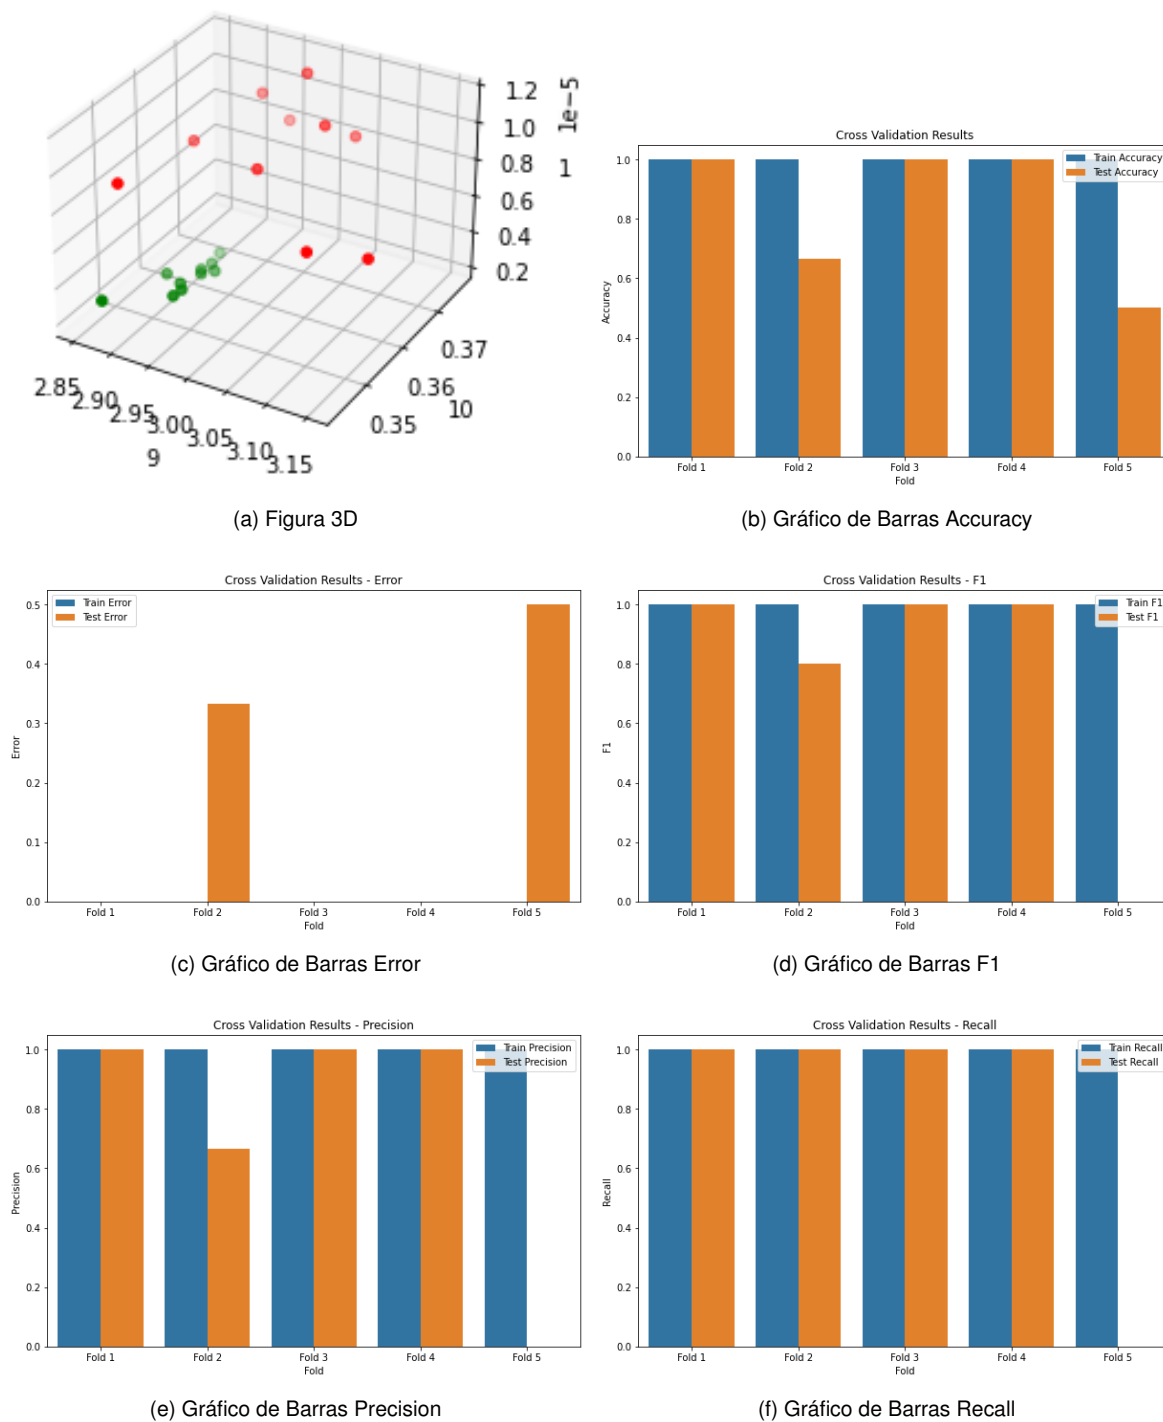 1.2
1.0
0.8
0.6
0.4
0.2
1e−5
1
0.37
0.36
0.35
10
2.85
2.90
2.95
3.00
3.05
3.10
3.15
9
(a) Figura 3D
Cross Validation Results
Train Accuracy
Test Accuracy
1.0
0.8
0.6
0.4
0.2
0.0
Accuracy
Fold 1 Fold 2 Fold 3 Fold 4 Fold 5
Fold
(b) Gráfico de Barras Accuracy
Cross Validation Results - Error
Train Error
Test Error
0.5
0.4
0.3
0.2
0.1
0.0
Error
Fold 1 Fold 2 Fold 3 Fold 4 Fold 5
Fold
(c) Gráfico de Barras Error
Cross Validation Results - F1
Train F1
Test F1
1.0
0.8
0.6
0.4
0.2
0.0
F1
Fold 1 Fold 2 Fold 3 Fold 4 Fold 5
Fold
(d) Gráfico de Barras F1
Cross Validation Results - Precision
Train Precision
Test Precision
1.0
0.8
0.6
0.4
0.2
0.0
Precision
Fold 1 Fold 2 Fold 3 Fold 4 Fold 5
Fold
(e) Gráfico de Barras Precision
Cross Validation Results - Recall
Train Recall
Test Recall
1.0
0.8
0.6
0.4
0.2
0.0
Recall
Fold 1 Fold 2 Fold 3 Fold 4 Fold 5
Fold
(f) Gráfico de Barras Recall